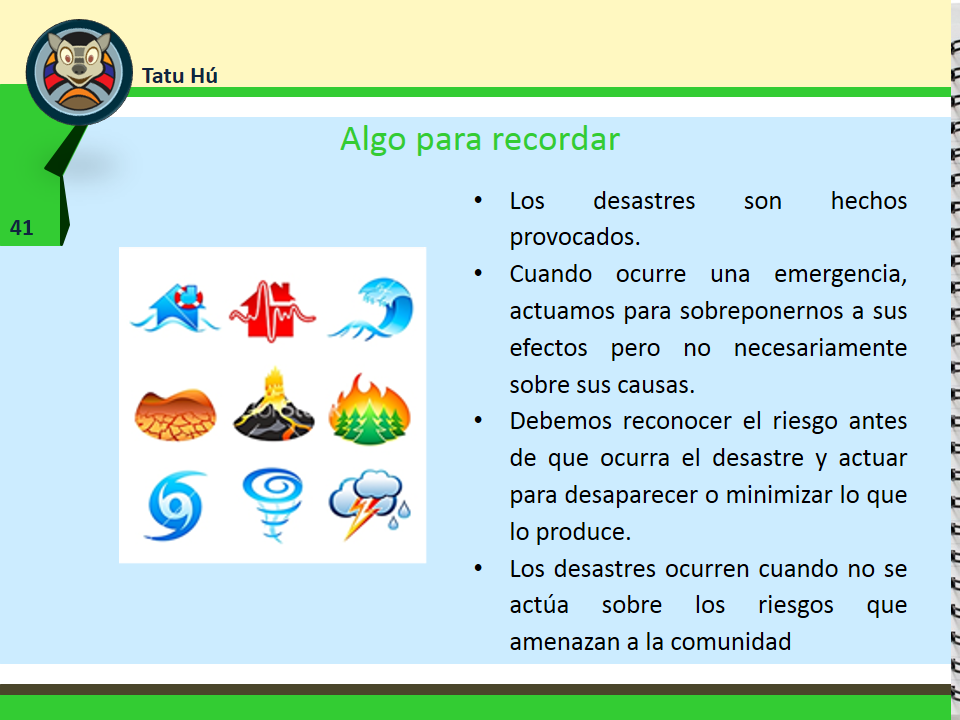 Tatu Hú
Algo para recordar
41
• Los desastres son hechos
provocados.
• Cuando ocurre una emergencia,
actuamos para sobreponernos a sus
efectos pero no necesariamente
sobre sus causas.
• Debemos reconocer el riesgo antes
de que ocurra el desastre y actuar
para desaparecer o minimizar lo que
lo produce.
• Los desastres ocurren cuando no se
actúa sobre los riesgos que
amenazan a la comunidad